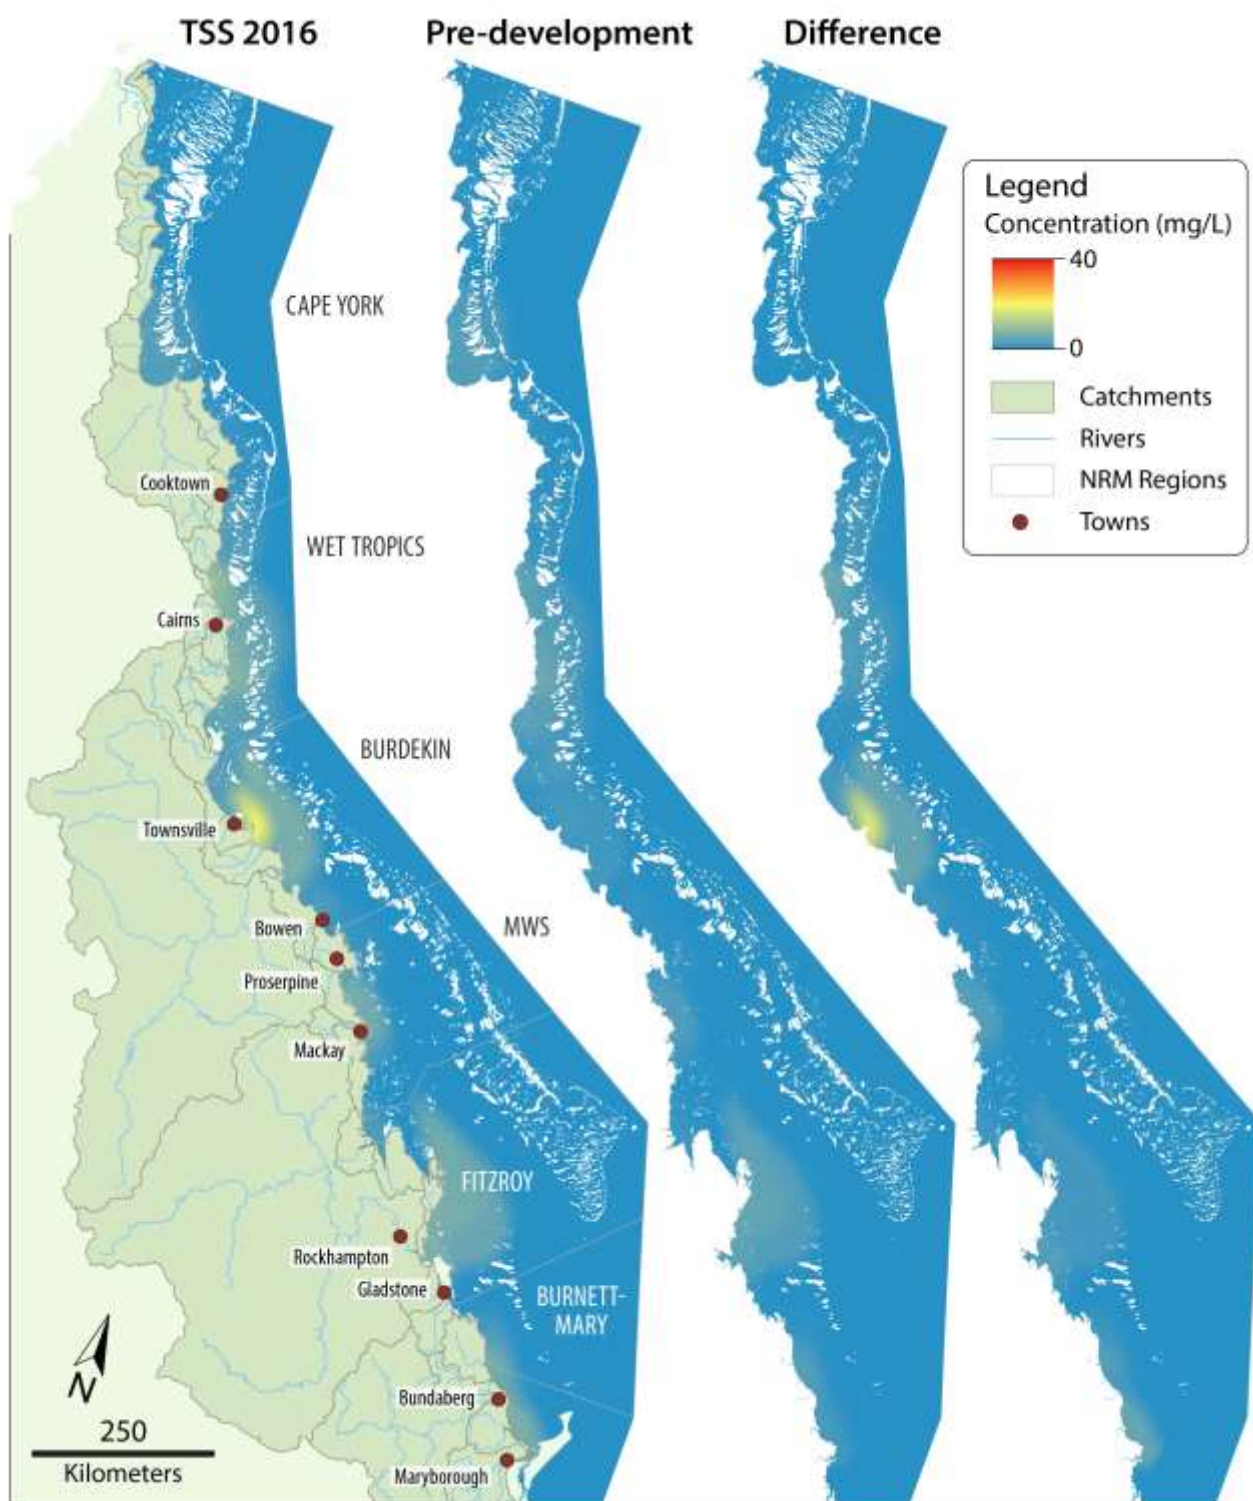 TSS 2016
Pre-development
Difference
Legend
Concentration (mg/L)
40
0
Catchments
Rivers
NRM Regions
Towns
CAPE YORK
Cooktown
WET TROPICS
Cairns
BURDEKIN
Townsville
Bowen
MWS
Proserpine
Mackay
FITZROY
Rockhampton
Gladstone
BURNETT-
MARY
N
Bundaberg
250
Kilometers
Maryborough